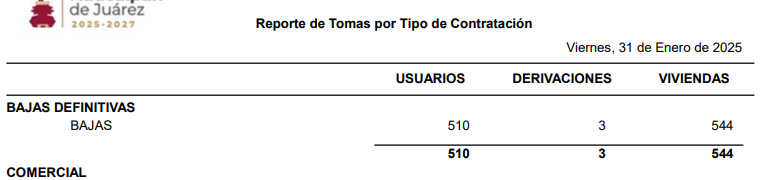 de Juárez
2025-2027
Reporte de Tomas por Tipo de Contratación
Viernes, 31 de Enero de 2025
USUARIOS DERIVACIONES VIVIENDAS
BAJAS DEFINITIVAS
BAJAS 510 3 544
510 3 544
COMERCIAL